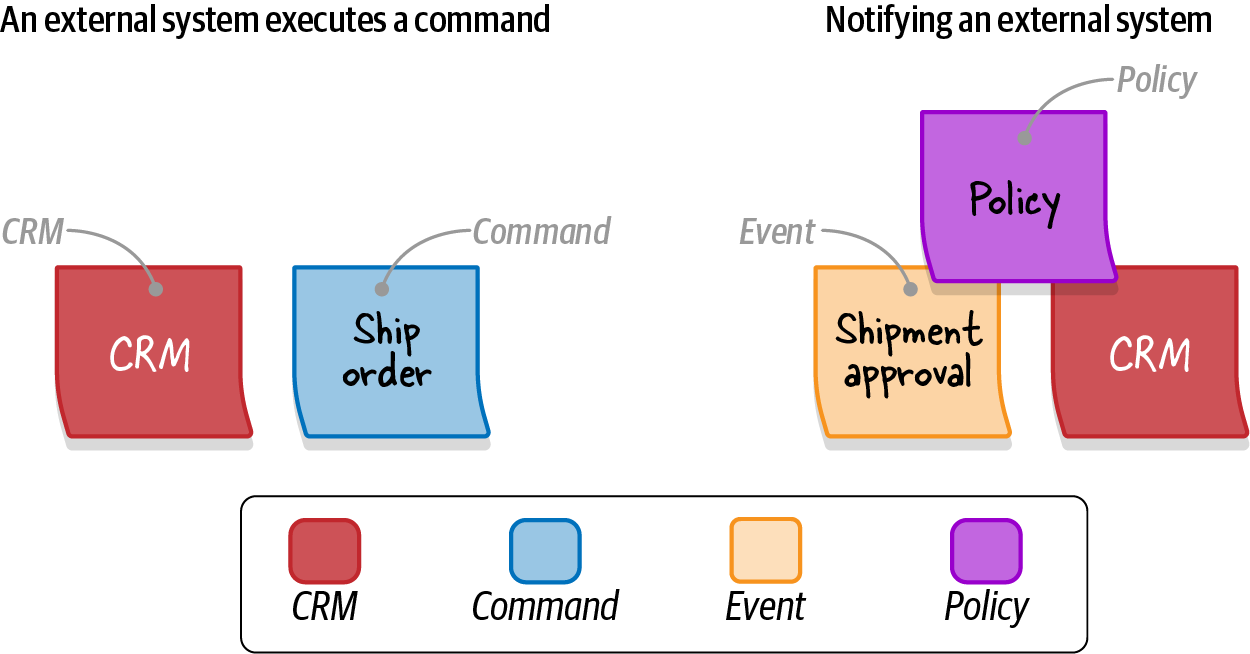 An external system executes a command
Notifying an external system
Policy
Policy
CRM
Command
Event
CRM
Ship
order
Shipment
approval
CRM
CRM
Command
Event
Policy